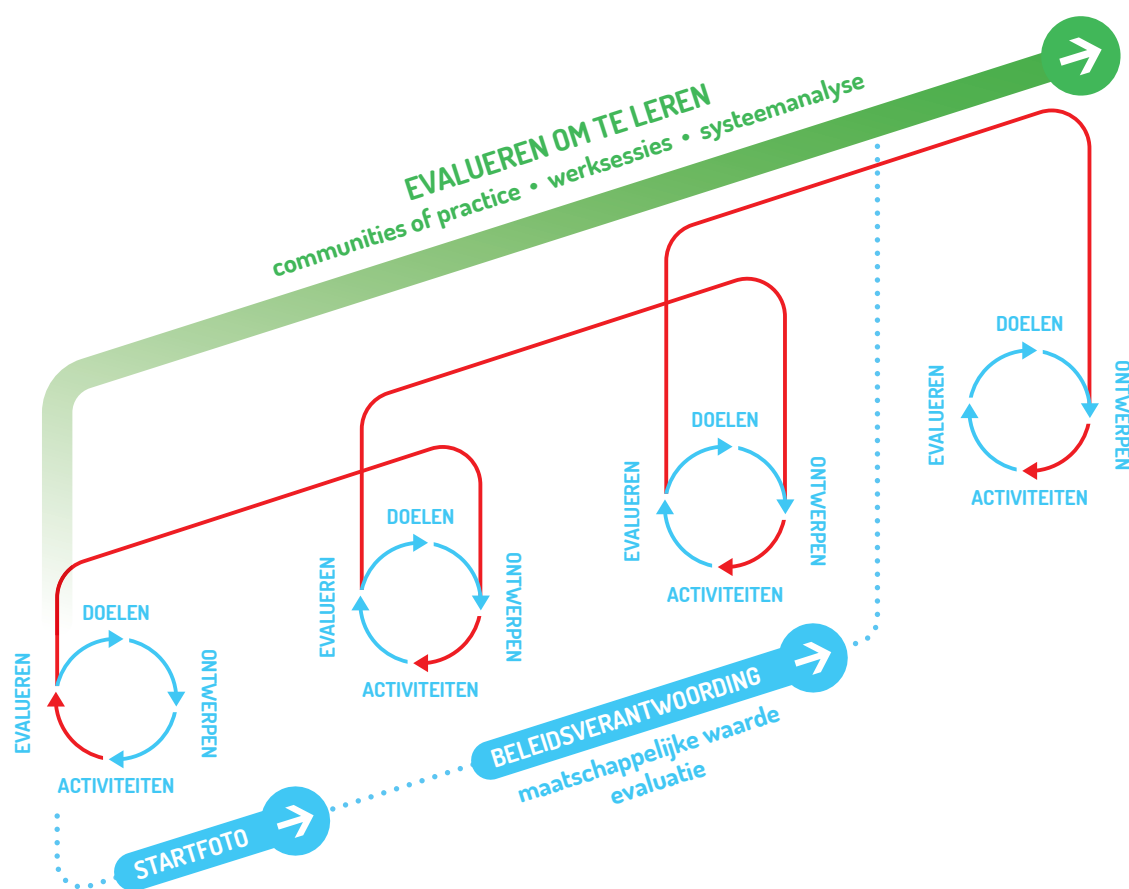 EVALUEREN OM TE LEREN
communities of practice • werksessies • systeemanalyse
DOELEN
ONTWERPEN
ACTIVITEITEN
EVALUEREN
DOELEN
ONTWERPEN
ACTIVITEITEN
EVALUEREN
DOELEN
ONTWERPEN
ACTIVITEITEN
EVALUEREN
DOELEN
ONTWERPEN
ACTIVITEITEN
EVALUEREN
STARTFOTO
BELEIDSVERANTWOORDING
maatschappelijke waarde
evaluatie